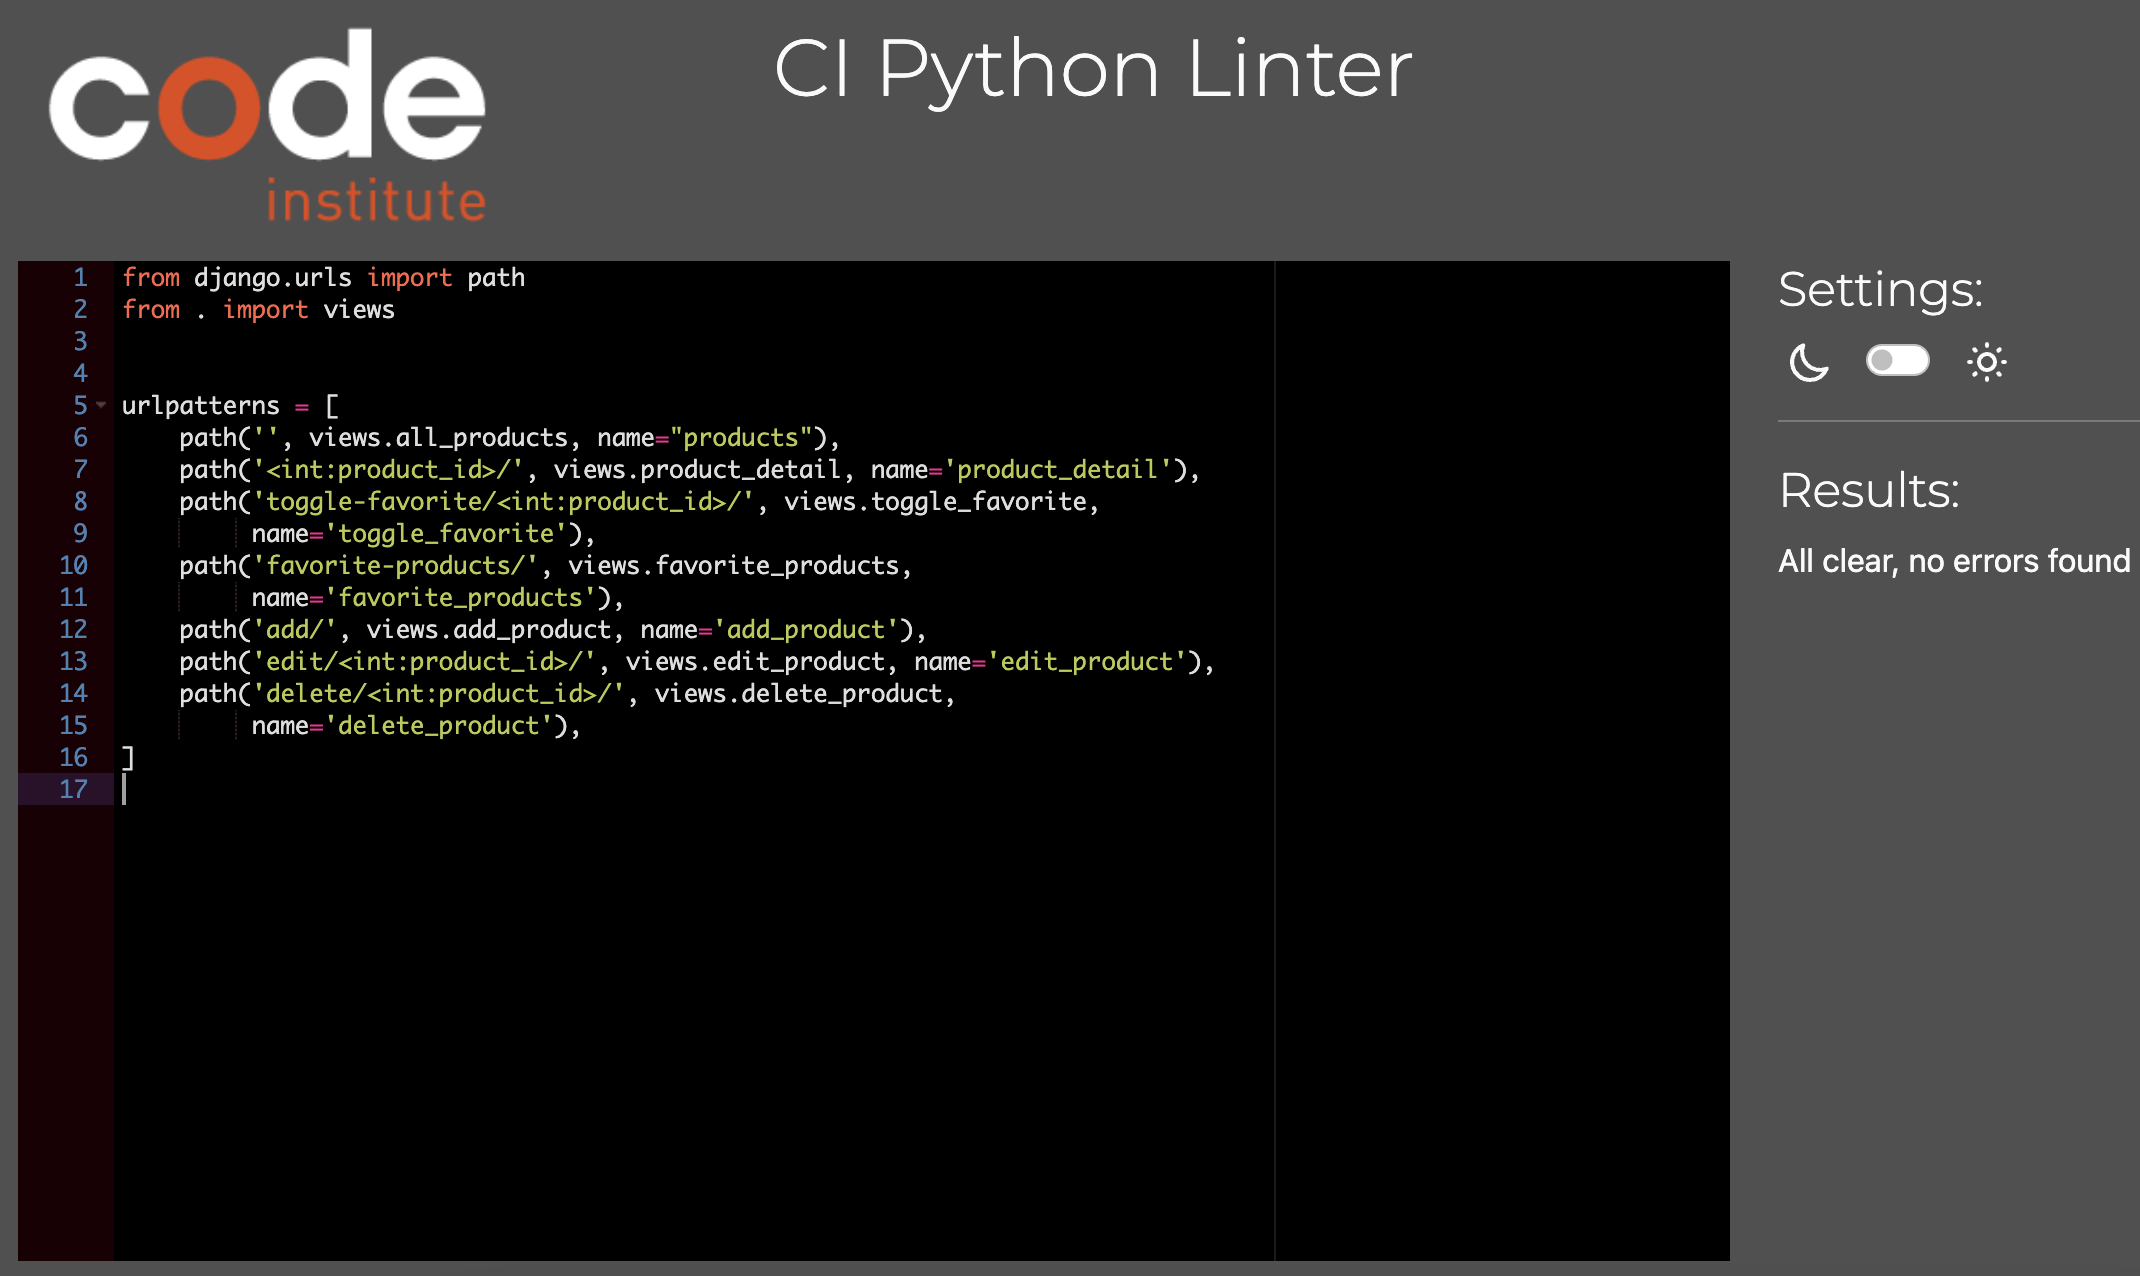 code
institute
CI Python Linter
1 from django.urls import path
2 from . import views
3
4
5 urlpatterns = [
6     path('', views.all_products, name="products"),
7     path('<int:product_id>/', views.product_detail, name='product_detail'),
8     path('toggle-favorite/<int:product_id>/', views.toggle_favorite,
9          name='toggle_favorite'),
10     path('favorite-products/', views.favorite_products,
11          name='favorite_products'),
12     path('add/', views.add_product, name='add_product'),
13     path('edit/<int:product_id>/', views.edit_product, name='edit_product'),
14     path('delete/<int:product_id>/', views.delete_product,
15          name='delete_product'),
16 ]
17
Settings:
Results:
All clear, no errors found